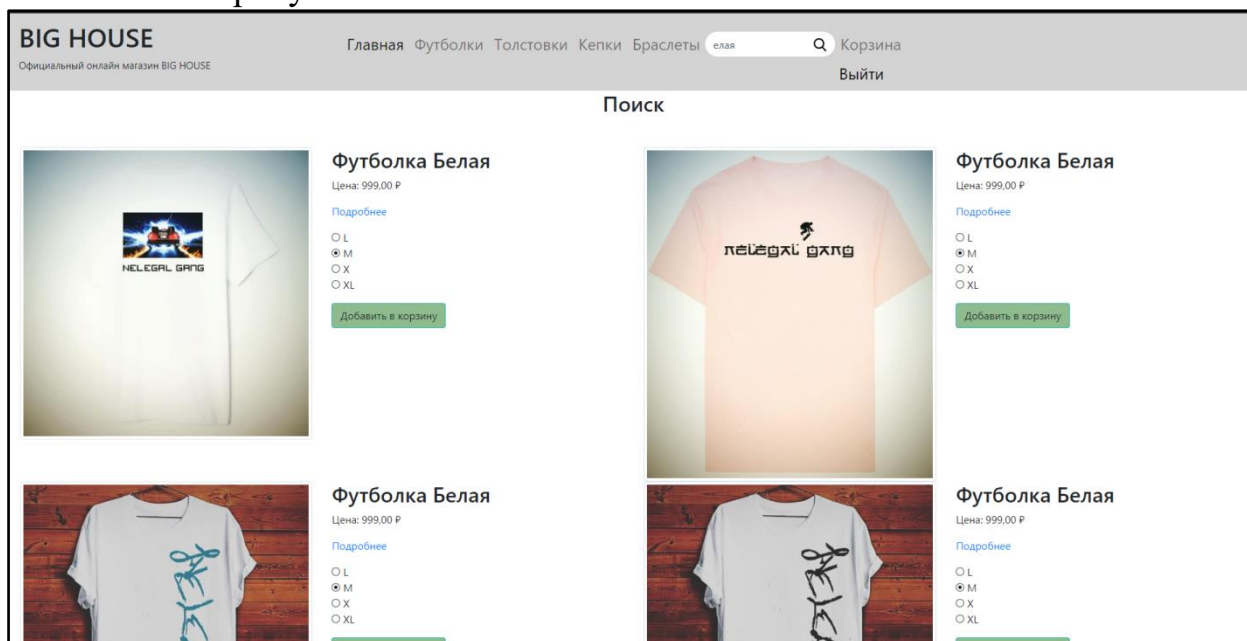 BIG HOUSE
Официальный онлайн магазин BIG HOUSE
Главная Футболки Толстовки Кепки Браслеты елая Корзина
Выйти
Поиск
Футболка Белая
Цена: 999,00 ₽
Подробнее
L
M
X
XL
Добавить в корзину
NELEGAL GANG
Футболка Белая
Цена: 999,00 ₽
Подробнее
L
M
X
XL
Добавить в корзину
NELEGAL GANG
Футболка Белая
Цена: 999,00 ₽
Подробнее
L
M
X
XL
Футболка Белая
Цена: 999,00 ₽
Подробнее
L
M
X
XL